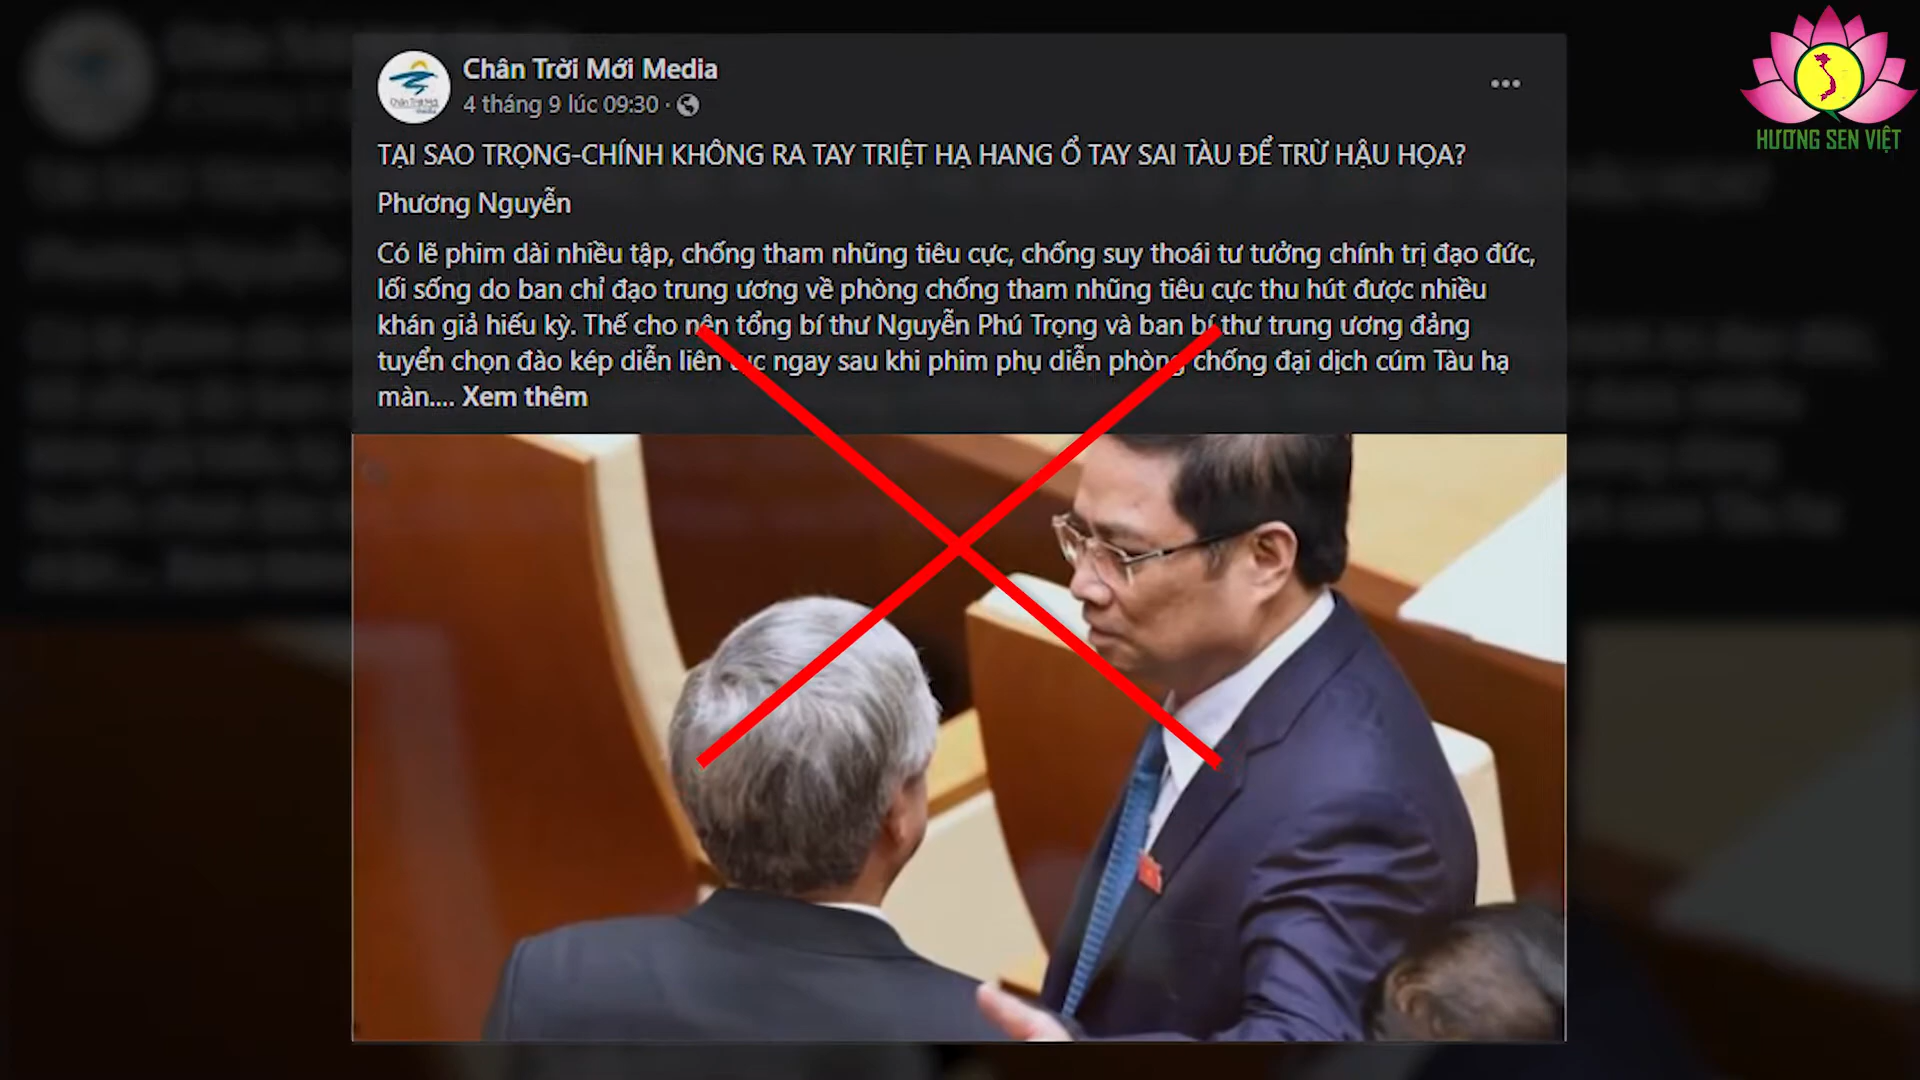 Chân Trời Mới Media
4 tháng 9 lúc 09:30 ·
TẠI SAO TRỌNG-CHÍNH KHÔNG RA TAY TRIỆT HẠ HANG Ổ TAY SAI TÀU ĐỂ TRỪ HẬU HỌA?
Phương Nguyễn
Có lẽ phim dài nhiều tập, chống tham nhũng tiêu cực, chống suy thoái tư tưởng chính trị đạo đức,
lối sống do ban chỉ đạo trung ương về phòng chống tham nhũng tiêu cực thu hút được nhiều
khán giả hiếu kỳ. Thế cho nên tổng bí thư Nguyễn Phú Trọng và ban bí thư trung ương đảng
tuyển chọn đào kép diễn liên tục ngay sau khi phim phụ diễn phòng chống đại dịch cúm Tàu hạ
màn.... Xem thêm
HƯƠNG SEN VIỆT